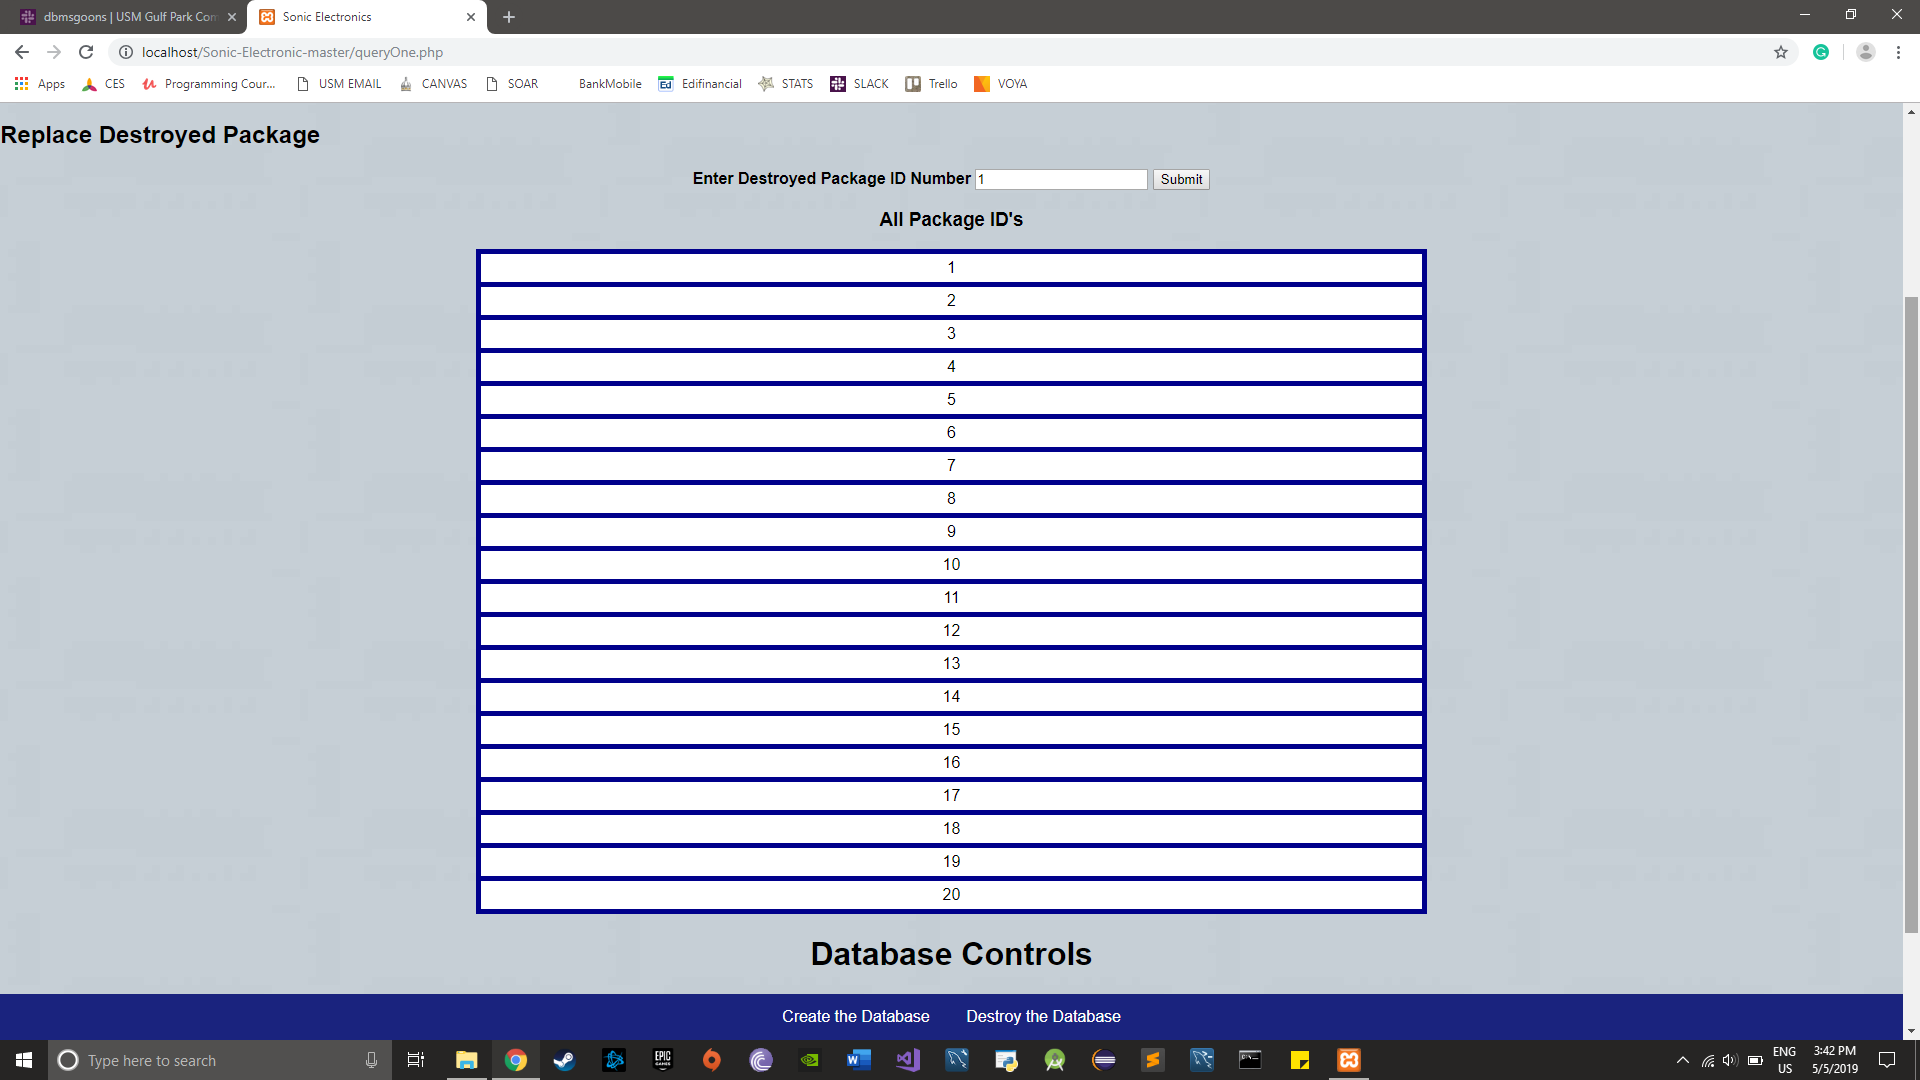 dbmsgoons | USM Gulf Park Com
Sonic Electronics
localhost/Sonic-Electronic-master/queryOne.php
Apps CES Programming Cour... USM EMAIL CANVAS SOAR BankMobile Edifinancial STATS SLACK Trello VOYA
Replace Destroyed Package
Enter Destroyed Package ID Number 1 Submit
All Package ID's
1
2
3
4
5
6
7
8
9
10
11
12
13
14
15
16
17
18
19
20
Database Controls
Create the Database Destroy the Database
Type here to search
ENG
US
3:42 PM
5/5/2019